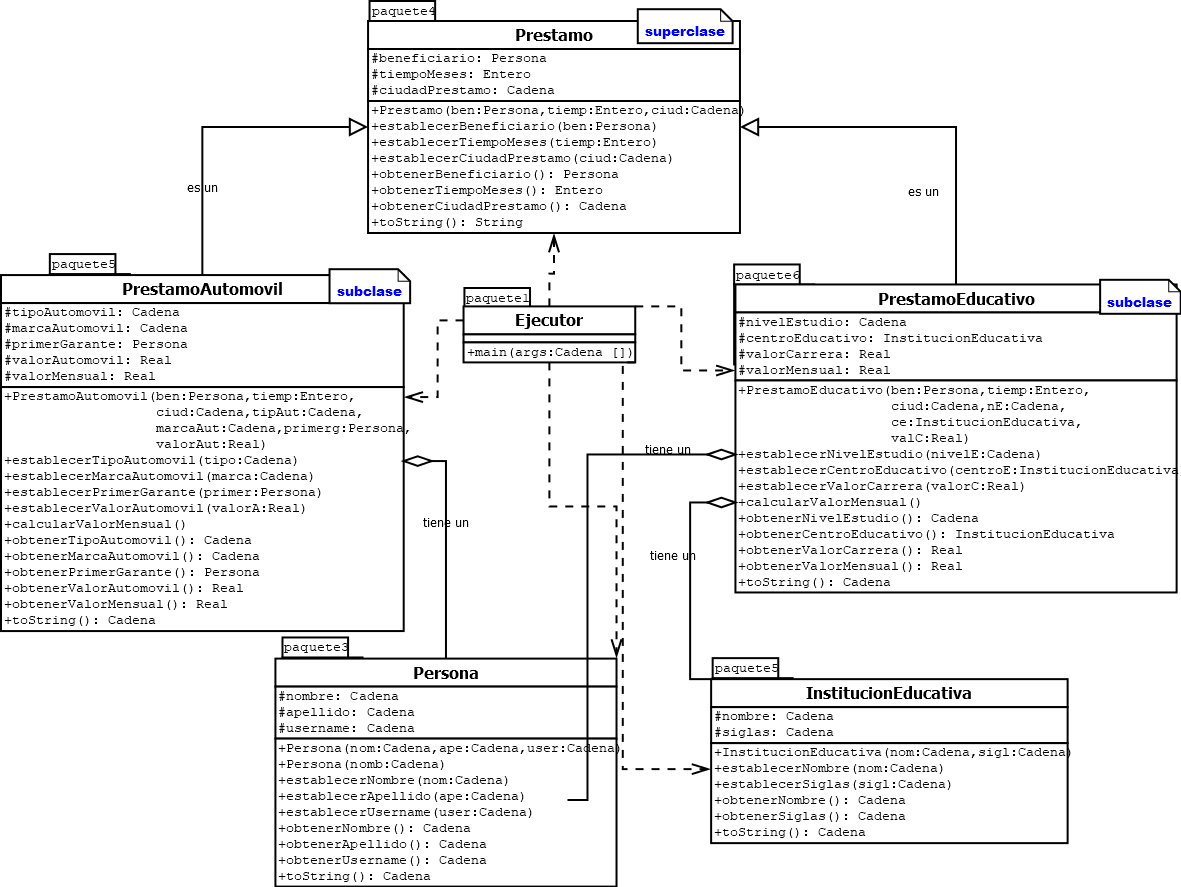 paquete4
Prestamo
superclase
#beneficiario: Persona
#tiempoMeses: Entero
#ciudadPrestamo: Cadena
+Prestamo(ben:Persona,tiemp:Entero,ciud:Cadena)
+establecerBeneficiario(ben:Persona)
+establecerTiempoMeses(tiemp:Entero)
+establecerCiudadPrestamo(ciud:Cadena)
+obtenerBeneficiario(): Persona
+obtenerTiempoMeses(): Entero
+obtenerCiudadPrestamo(): Cadena
+toString(): String
es un
es un
paquete5
PrestamoAutomovil
subclase
#tipoAutomovil: Cadena
#marcaAutomovil: Cadena
#primerGarante: Persona
#valorAutomovil: Real
#valorMensual: Real
+PrestamoAutomovil(ben:Persona,tiemp:Entero,
ciud:Cadena,tipAut:Cadena,
marcaAut:Cadena,primerg:Persona,
valorAut:Real)
+establecerTipoAutomovil(tipo:Cadena)
+establecerMarcaAutomovil(marca:Cadena)
+establecerPrimerGarante(primer:Persona)
+establecerValorAutomovil(valorA:Real)
+calcularValorMensual()
+obtenerTipoAutomovil(): Cadena
+obtenerMarcaAutomovil(): Cadena
+obtenerPrimerGarante(): Persona
+obtenerValorAutomovil(): Real
+obtenerValorMensual(): Real
+toString(): Cadena
paquete1
Ejecutor
+main(args:Cadena [])
paquete6
PrestamoEducativo
subclase
#nivelEstudio: Cadena
#centroEducativo: InstitucionEducativa
#valorCarrera: Real
#valorMensual: Real
+PrestamoEducativo(ben:Persona,tiemp:Entero,
ciud:Cadena,nE:Cadena,
ce:InstitucionEducativa,
valC:Real)
+establecerNivelEstudio(nivelE:Cadena)
+establecerCentroEducativo(centroE:InstitucionEducativa
+establecerValorCarrera(valorC:Real)
+calcularValorMensual()
+obtenerNivelEstudio(): Cadena
+obtenerCentroEducativo(): InstitucionEducativa
+obtenerValorCarrera(): Real
+obtenerValorMensual(): Real
+toString(): Cadena
tiene un
tiene un
tiene un
paquete3
Persona
#nombre: Cadena
#apellido: Cadena
#username: Cadena
+Persona(nom:Cadena,ape:Cadena,user:Cadena)
+Persona(nomb:Cadena)
+establecerNombre(nom:Cadena)
+establecerApellido(ape:Cadena)
+establecerUsername(user:Cadena)
+obtenerNombre(): Cadena
+obtenerApellido(): Cadena
+obtenerUsername(): Cadena
+toString(): Cadena
paquete5
InstitucionEducativa
#nombre: Cadena
#siglas: Cadena
+InstitucionEducativa(nom:Cadena,sigl:Cadena)
+establecerNombre(nom:Cadena)
+establecerSiglas(sigl:Cadena)
+obtenerNombre(): Cadena
+obtenerSiglas(): Cadena
+toString(): Cadena